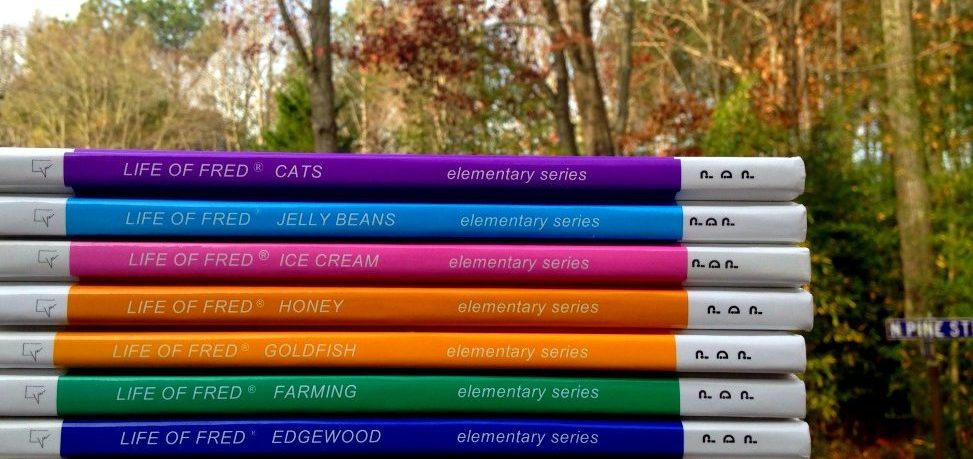 LIFE OF FRED® CATS elementary series
LIFE OF FRED JELLY BEANS elementary series
LIFE OF FRED® ICE CREAM elementary series
LIFE OF FRED® HONEY elementary series
LIFE OF FRED® GOLDFISH elementary series
N PINE ST
LIFE OF FRED® FARMING elementary series
LIFE OF FRED® EDGEWOOD elementary series